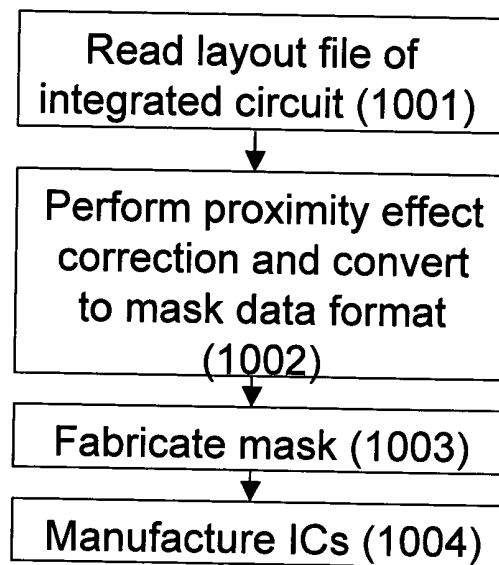 Read layout file of
integrated circuit (1001)
Perform proximity effect
correction and convert
to mask data format
(1002)
Fabricate mask (1003)
Manufacture ICs (1004)